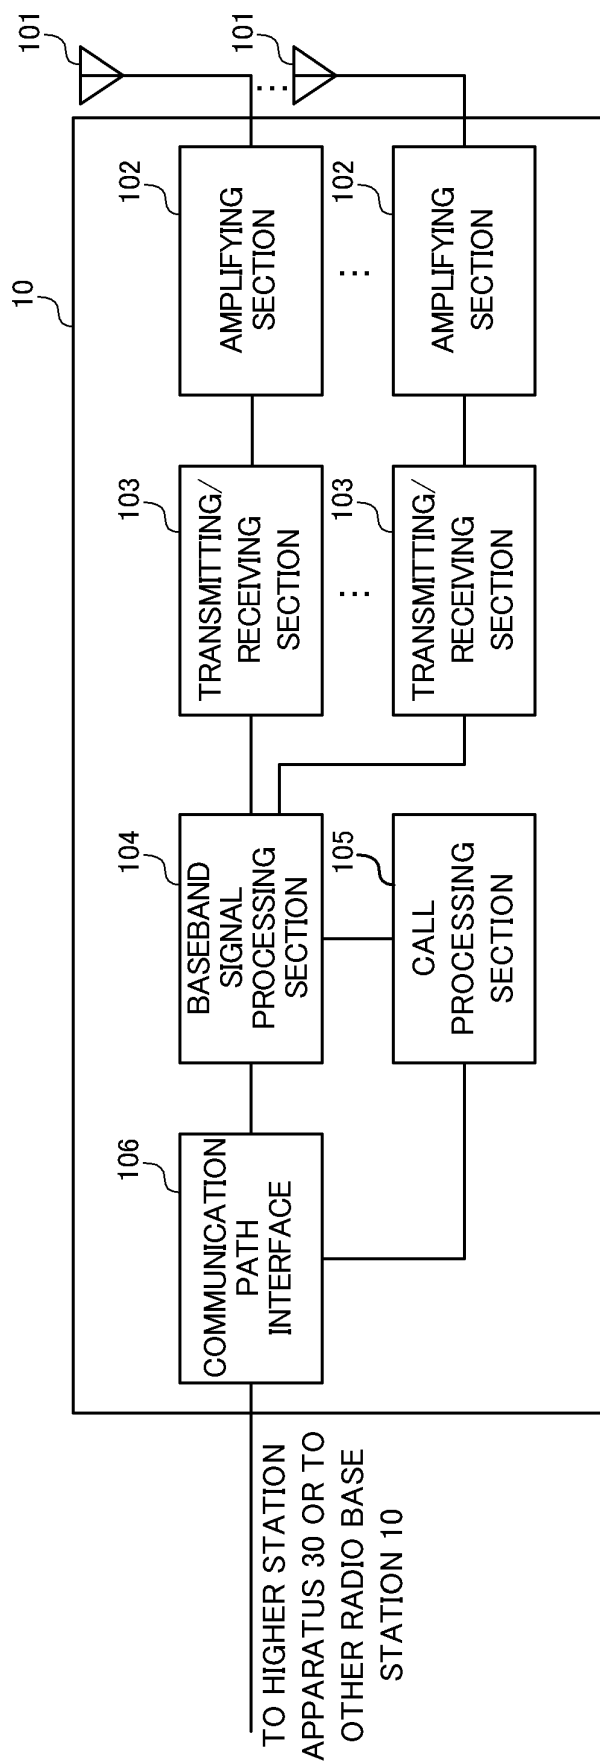 10
101
101
...
102
AMPLIFYING
SECTION
...
102
AMPLIFYING
SECTION
103
TRANSMITTING/
RECEIVING
SECTION
...
103
TRANSMITTING/
RECEIVING
SECTION
104
BASEBAND
SIGNAL
PROCESSING
SECTION
105
CALL
PROCESSING
SECTION
106
COMMUNICATION
PATH
INTERFACE
TO HIGHER STATION
APPARATUS 30 OR TO
OTHER RADIO BASE
STATION 10